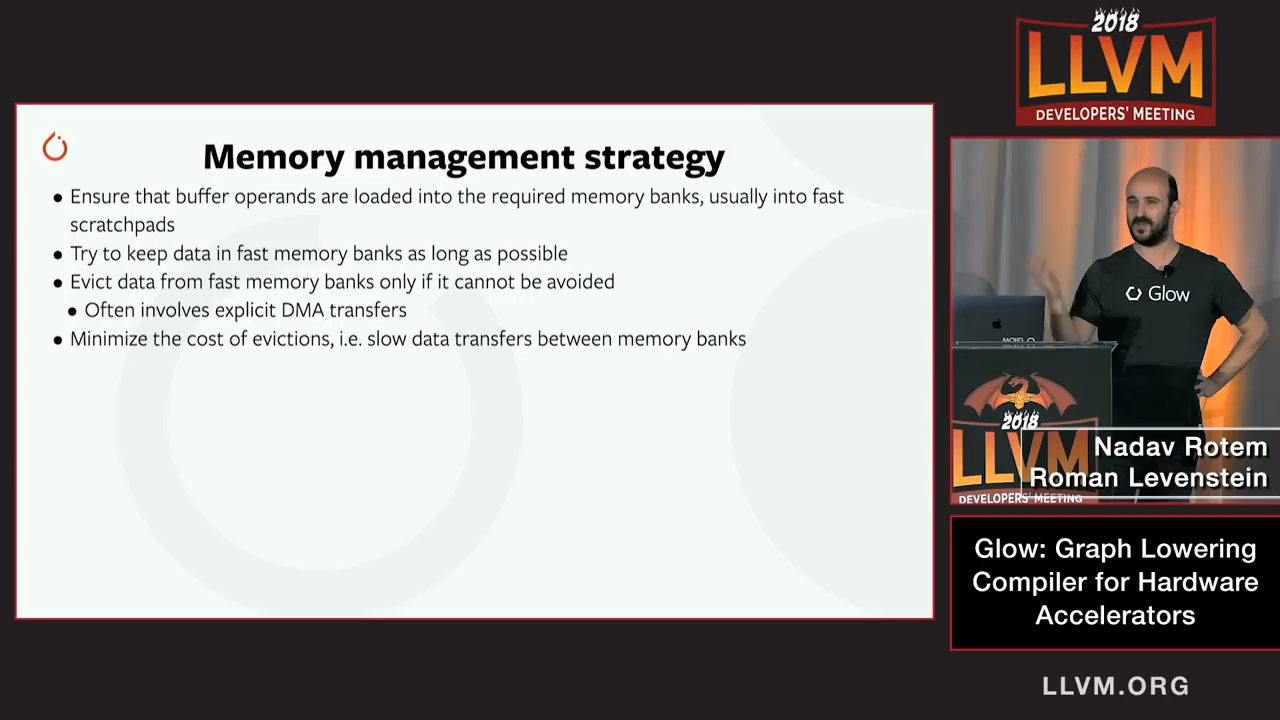 2018
LLVM
DEVELOPERS' MEETING
Memory management strategy
● Ensure that buffer operands are loaded into the required memory banks, usually into fast
scratchpads
● Try to keep data in fast memory banks as long as possible
● Evict data from fast memory banks only if it cannot be avoided
● Often involves explicit DMA transfers
● Minimize the cost of evictions, i.e. slow data transfers between memory banks
Glow
2018
LLVM
DEVELOPERS' MEETING
Nadav Rotem
Roman Levenstein
Glow: Graph Lowering
Compiler for Hardware
Accelerators
LLVM.ORG